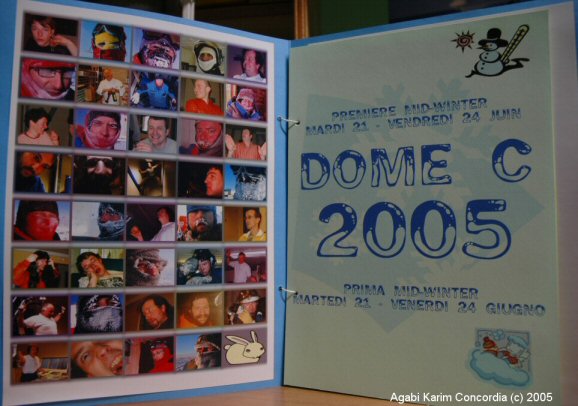 PREMIERE MID-WINTER
MARDI 21 - VENDREDI 24 JUIN
DOME C
2005
PRIMA MID-WINTER
MARTEDI 21 - VENERDI 24 GIUGNO
Agabi Karim Concordia (c) 2005